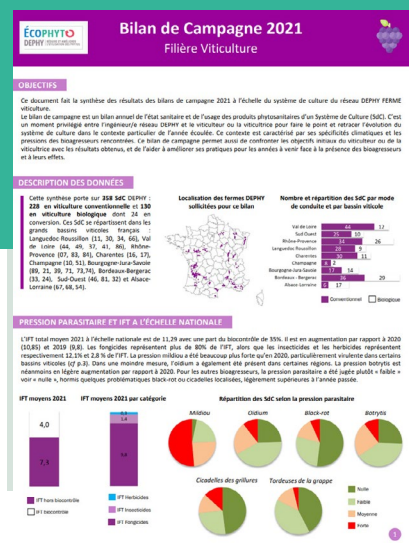 ÉCOPHYTO
DEPHY
Bilan de Campagne 2021
Filière Viticulture
OBJECTIFS
Ce document fait la synthèse des résultats des bilans de campagne 2021 à l'échelle du système de culture du réseau DEPHY FERME
viticulture.
Le bilan de campagne est un bilan annuel de l'état sanitaire et de l'usage des produits phytosanitaires d'un Système de Culture (SdC). C'est
un moment privilégié entre l'ingénieur/e réseau DEPHY et le viticulteur ou la viticultrice pour faire le point et retracer l'évolution du
système de culture dans le contexte particulier de l'année écoulée. Ce contexte est caractérisé par ses spécificités climatiques et les
pressions des bioagresseurs rencontrées. Ce bilan de campagne permet aussi de confronter les objectifs initiaux du viticulteur ou de la
viticultrice avec les résultats obtenus, et de l'aider à améliorer ses pratiques pour les années à venir face à la présence des bioagresseurs
et à leurs effets.
DESCRIPTION DES DONNÉES
Cette synthèse porte sur 358 SdC DEPHY :
228 en viticulture conventionnelle et 130
en viticulture biologique dont 24 en
conversion. Ces SdC se répartissent dans les
grands bassins viticoles français :
Languedoc-Roussillon (11, 30, 34, 66), Val
de Loire (44, 49, 37, 41, 86), Rhône-
Provence (07, 83, 84), Charentes (16, 17),
Champagne (10, 51), Bourgogne-Jura-Savoie
(89, 21, 39, 71, 73,74), Bordeaux-Bergerac
(33, 24), Sud-Ouest (46, 81, 32) et Alsace-
Lorraine (67, 68, 54).
Localisation des fermes DEPHY
sollicitées pour ce bilan
Nombre et répartition des SdC par mode
de conduite et par bassin viticole
Val de Loire 44 12
Sud Ouest 25 10
Rhône-Provence 34 26
Languedoc Roussillon 28 9
Charentes 30 11
Champagne 8 2
Bourgogne-Jura-Savoie 17 14
Bordeaux - Bergerac 36 29
Alsace-Lorraine 6 17
Conventionnel Biologique
PRESSION PARASITAIRE ET IFT A L'ÉCHELLE NATIONALE
L'IFT total moyen 2021 à l'échelle nationale est de 11,29 avec une part du biocontrôle de 35%. Il est en augmentation par rapport à 2020
(10,85) et 2019 (9,8). Les fongicides représentent plus de 80% de l'IFT, alors que les insecticides et les herbicides représentent
respectivement 12.1% et 2.8 % de l'IFT. La pression mildiou a été beaucoup plus forte qu'en 2020, particulièrement virulente dans certains
bassins viticoles (cf p.3). Dans une moindre mesure, l'oïdium a également été présent dans certaines régions. La pression botrytis est
néanmoins en légère augmentation par rapport à 2020. Pour les autres bioagresseurs, la pression parasitaire a été jugée plutôt « faible »
voir « nulle », hormis quelques problématiques black-rot ou cicadelles localisées, légèrement supérieures à l'année passée.
IFT moyens 2021
4,0
7,3
IFT hors biocontrôle
IFT biocontrôle
IFT moyens 2021 par catégorie
IFT Herbicides
IFT Insecticides
IFT Fongicides
Répartition des SdC selon la pression parasitaire
Mildiou
Oïdium
Black-rot
Botrytis
Cicadelles des grillures
Tordeuses de la grappe
Nulle
Faible
Moyenne
Forte
1